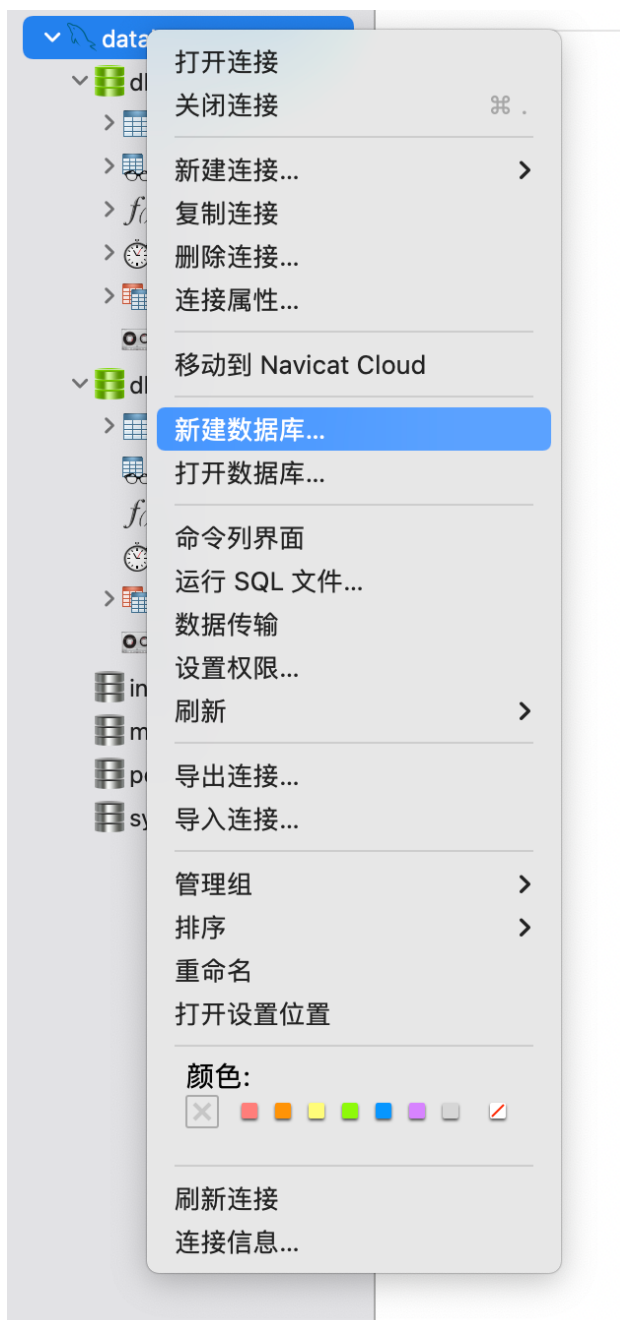 打开连接
关闭连接 ⌘ .
新建连接...
复制连接
删除连接...
连接属性...
移动到 Navicat Cloud
新建数据库...
打开数据库...
命令列界面
运行 SQL 文件...
数据传输
设置权限...
刷新
导出连接...
导入连接...
管理组
排序
重命名
打开设置位置
颜色:
刷新连接
连接信息...